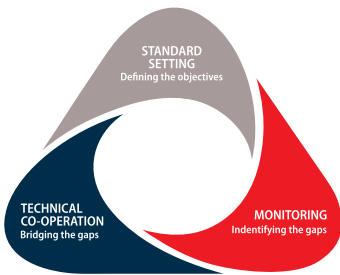 STANDARD
SETTING
Defining the objectives
TECHNICAL
CO-OPERATION
Bridging the gaps
MONITORING
Indentifying the gaps